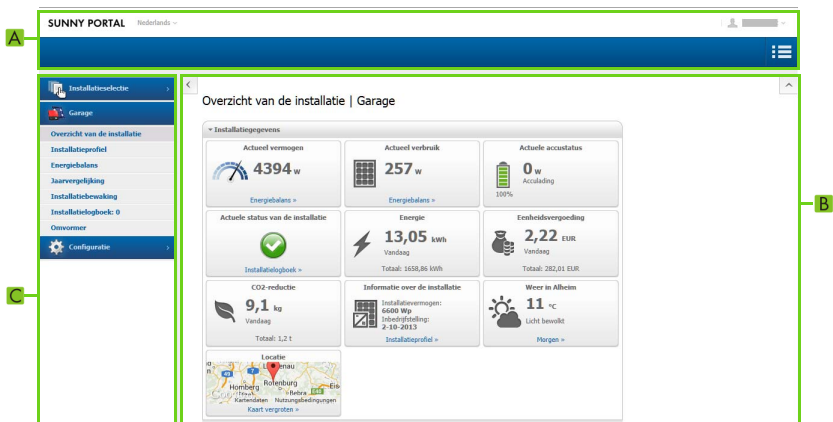 SUNNY PORTAL Nederlands
A
Installatieselectie
Garage
Overzicht van de installatie
Installatieprofiel
Energiebalans
Jaarvergelijking
Installatiebewaking
Installatielogboek: 0
Omvormer
Configuratie
C
B
Overzicht van de installatie | Garage
Installatiegegevens
Actueel vermogen
4394 w
Energiebalans »
Actueel verbruik
257 w
Energiebalans »
Actuele accustatus
0 w
Acculading
100%
Actuele status van de installatie
Installatielogboek »
Energie
13,05 kWh
Vandaag
Totaal: 1658,86 kWh
Eenheidsvergoeding
2,22 EUR
Vandaag
Totaal: 282,01 EUR
CO2-reductie
9,1 kg
Vandaag
Totaal: 1,2 t
Informatie over de installatie
Installatievermogen:
6600 Wp
Inbedrijfstelling:
2-10-2013
Installatieprofiel »
Weer in Alheim
11 °C
Licht bewolkt
Morgen »
Locatie
49
7
Homberg
Rotenburg
Bebra
Kartendaten Nutzungsbedingungen
Kaart vergroten »